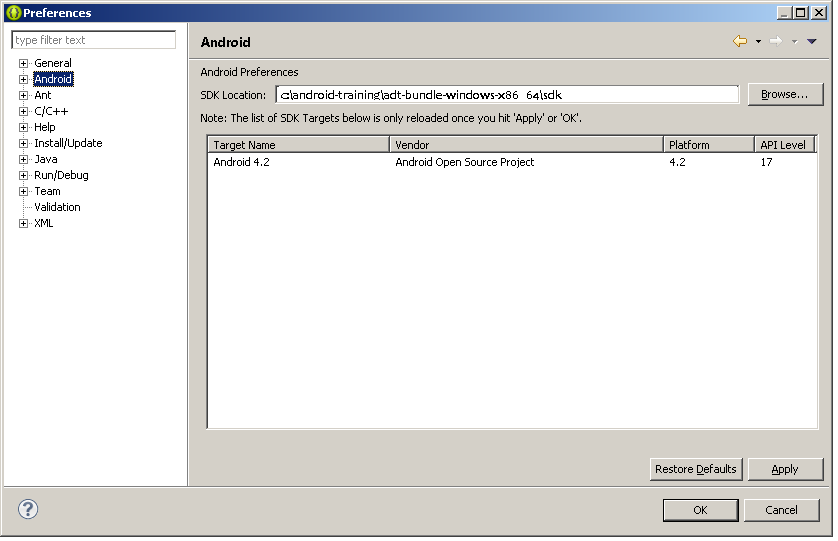 Preferences
type filter text
General
Android
Ant
C/C++
Help
Install/Update
Java
Run/Debug
Team
Validation
XML
Android
Android Preferences
SDK Location: c:\android-training\adt-bundle-windows-x86_64\sdk Browse...
Note: The list of SDK Targets below is only reloaded once you hit 'Apply' or 'OK'.
Target Name Vendor Platform API Level
Android 4.2 Android Open Source Project 4.2 17
Restore Defaults Apply
? OK Cancel